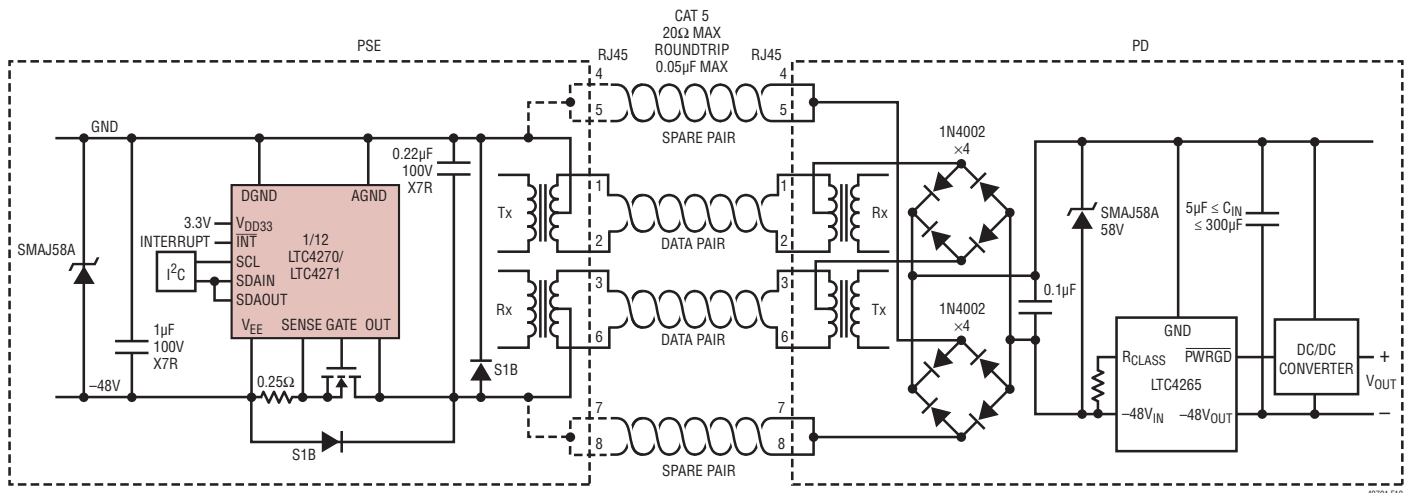 PSE
CAT 5
20Ω MAX
ROUNDTRIP
0.05µF MAX
PD
RJ45
RJ45
4
5
4
5
SPARE PAIR
GND
DGND
AGND
0.22µF
100V
X7R
1N4002
×4
3.3V
VDD33
INTERRUPT
INT
SCL
SDAIN
SDAOUT
I2C
1/12
LTC4270/
LTC4271
VEE
SENSE
GATE
OUT
SMAJ58A
1µF
100V
X7R
Tx
1
2
DATA PAIR
1
2
Rx
SMAJ58A
58V
5µF ≤ CIN
≤ 300µF
Rx
3
6
DATA PAIR
3
6
Tx
0.1µF
1N4002
×4
–48V
0.25Ω
S1B
S1B
7
8
7
8
SPARE PAIR
GND
RCLASS
PWRGD
LTC4265
–48VIN
–48VOUT
DC/DC
CONVERTER
+
VOUT
–